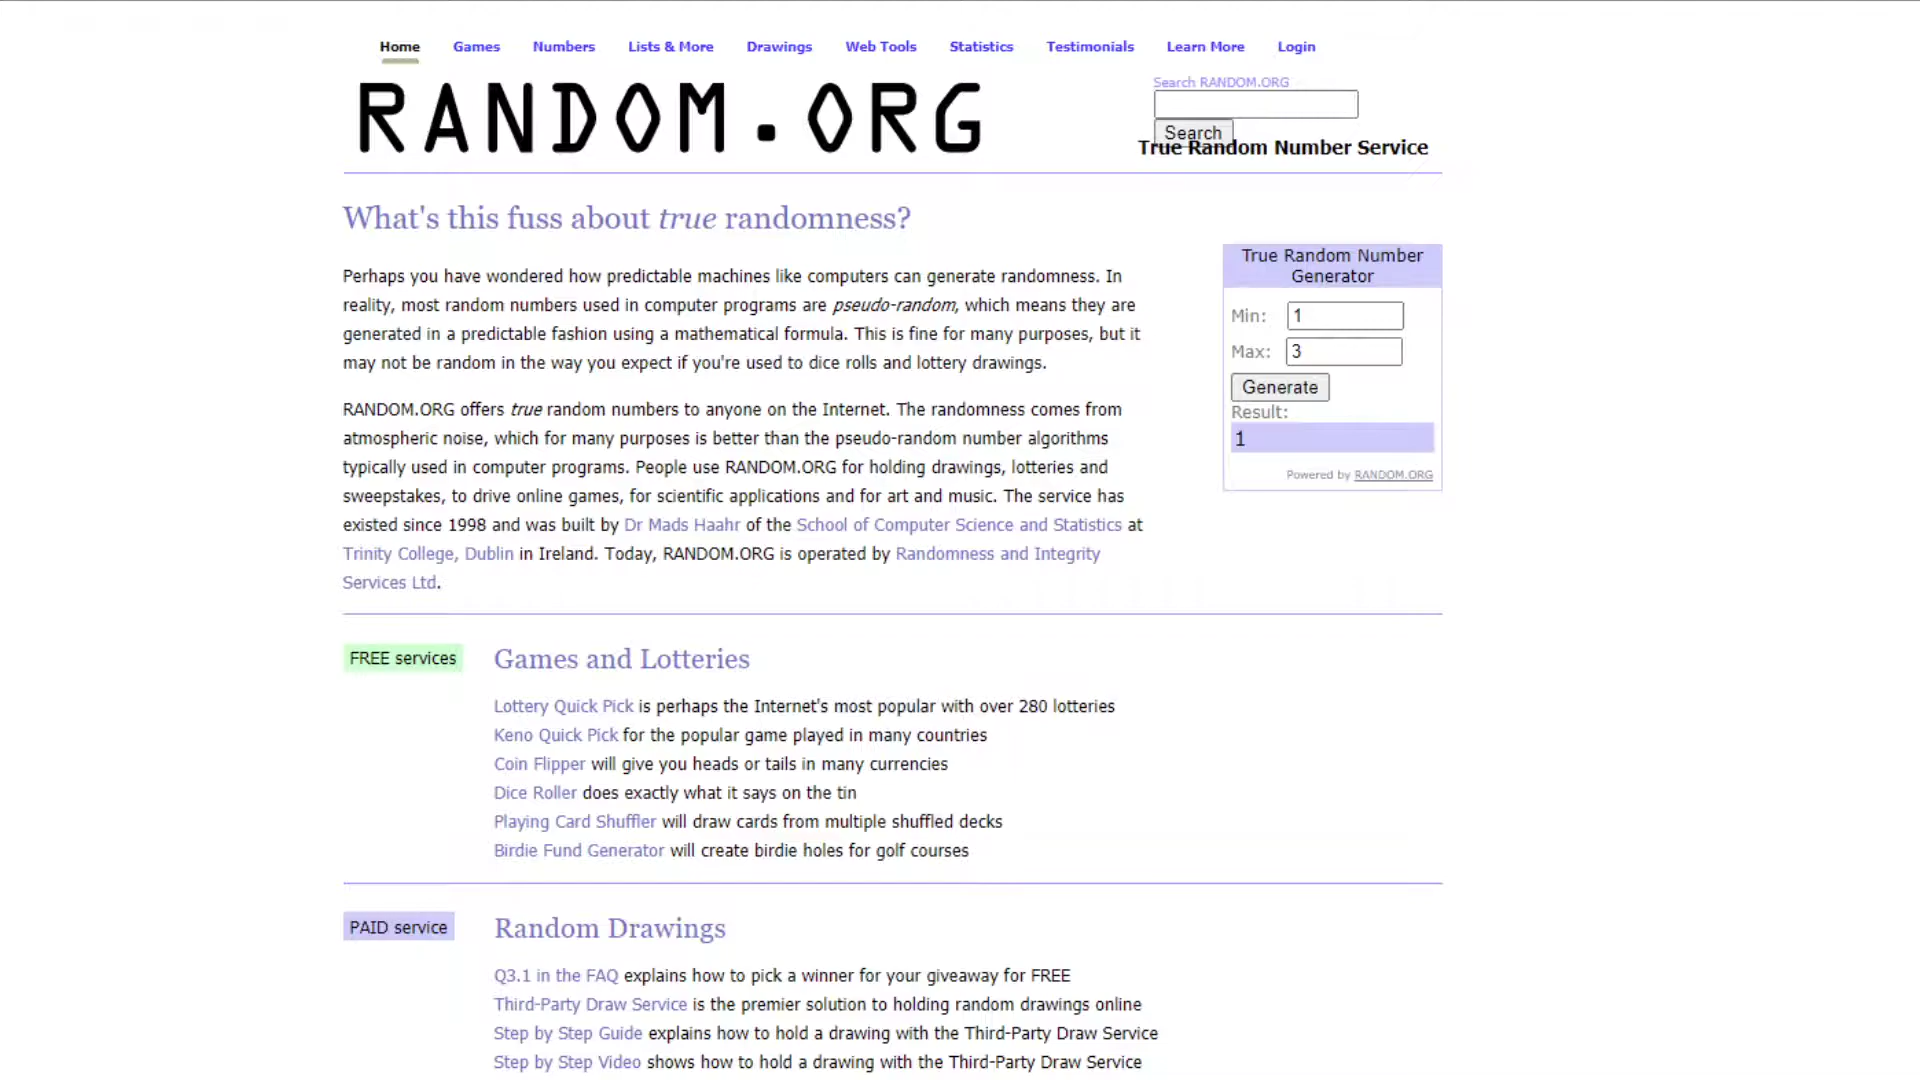 Home Games Numbers Lists & More Drawings Web Tools Statistics Testimonials Learn More Login
RANDOM.ORG
Search RANDOM.ORG
Search
True Random Number Service
What's this fuss about true randomness?
Perhaps you have wondered how predictable machines like computers can generate randomness. In
reality, most random numbers used in computer programs are pseudo-random, which means they are
generated in a predictable fashion using a mathematical formula. This is fine for many purposes, but it
may not be random in the way you expect if you're used to dice rolls and lottery drawings.
RANDOM.ORG offers true random numbers to anyone on the Internet. The randomness comes from
atmospheric noise, which for many purposes is better than the pseudo-random number algorithms
typically used in computer programs. People use RANDOM.ORG for holding drawings, lotteries and
sweepstakes, to drive online games, for scientific applications and for art and music. The service has
existed since 1998 and was built by Dr Mads Haahr of the School of Computer Science and Statistics at
Trinity College, Dublin in Ireland. Today, RANDOM.ORG is operated by Randomness and Integrity
Services Ltd.
True Random Number
Generator
Min: 1
Max: 3
Generate
Result:
1
Powered by RANDOM.ORG
FREE services
Games and Lotteries
Lottery Quick Pick is perhaps the Internet's most popular with over 280 lotteries
Keno Quick Pick for the popular game played in many countries
Coin Flipper will give you heads or tails in many currencies
Dice Roller does exactly what it says on the tin
Playing Card Shuffler will draw cards from multiple shuffled decks
Birdie Fund Generator will create birdie holes for golf courses
PAID service
Random Drawings
Q3.1 in the FAQ explains how to pick a winner for your giveaway for FREE
Third-Party Draw Service is the premier solution to holding random drawings online
Step by Step Guide explains how to hold a drawing with the Third-Party Draw Service
Step by Step Video shows how to hold a drawing with the Third-Party Draw Service